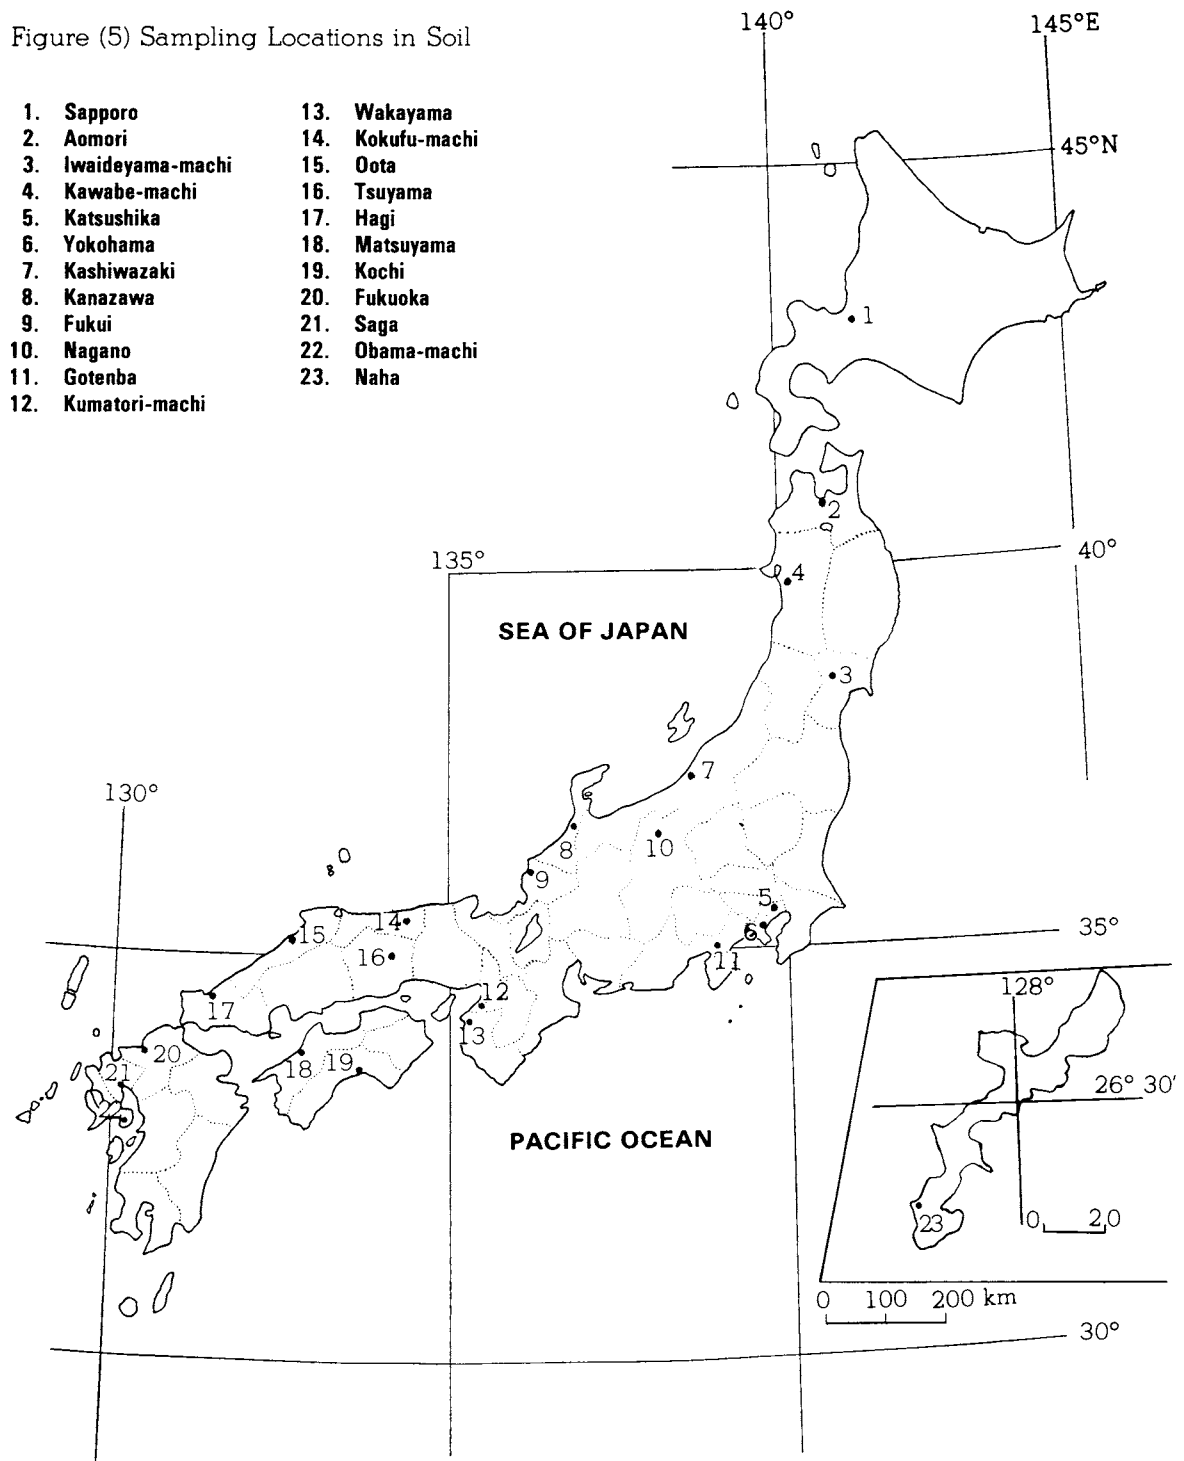 Figure (5) Sampling Locations in Soil
1. Sapporo
2. Aomori
3. Iwaideyama-machi
4. Kawabe-machi
5. Katsushika
6. Yokohama
7. Kashiwazaki
8. Kanazawa
9. Fukui
10. Nagano
11. Gotenba
12. Kumatori-machi
13. Wakayama
14. Kokufu-machi
15. Oota
16. Tsuyama
17. Hagi
18. Matsuyama
19. Kochi
20. Fukuoka
21. Saga
22. Obama-machi
23. Naha
140°
145°E
45°N
1
2
40°
135°
4
SEA OF JAPAN
3
7
130°
8
10
9
5
14
6
35°
15
16
11
12
128°
17
13
20
18
19
21
26° 30′
PACIFIC OCEAN
23
0 20
0 100 200 km
30°